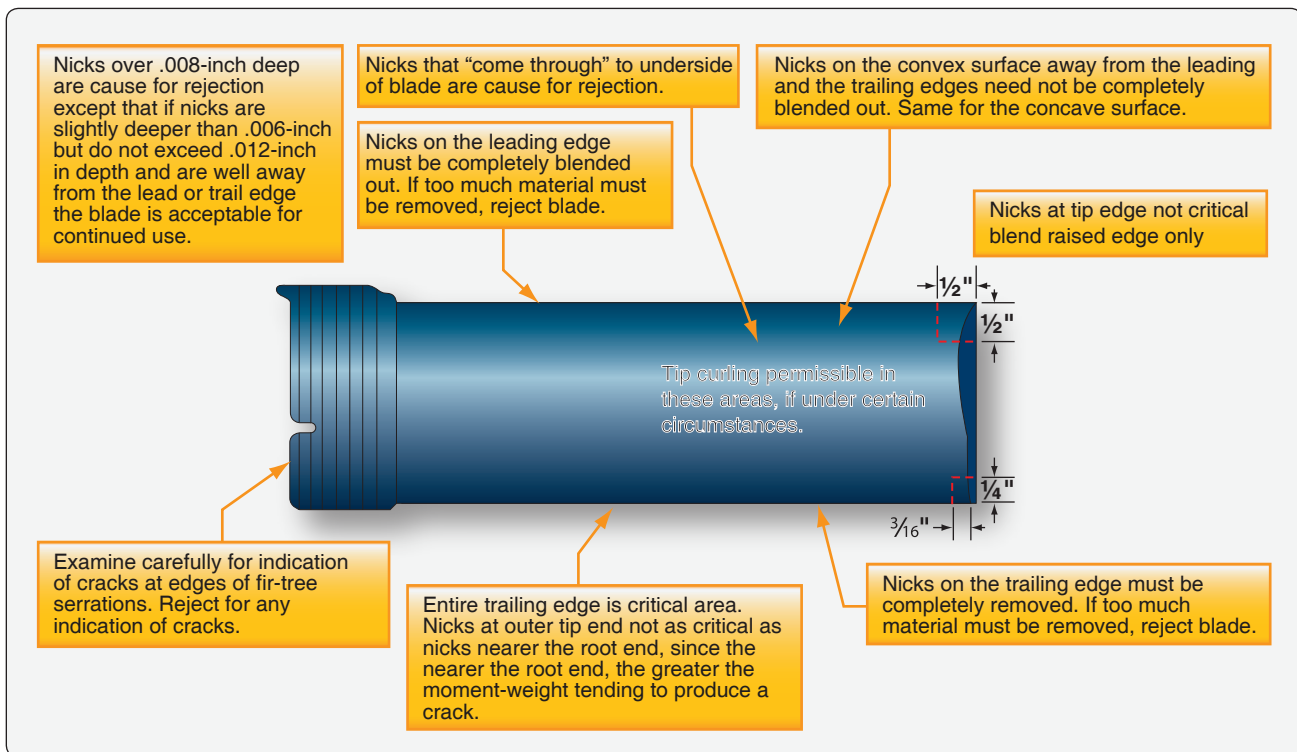 Nicks over .008-inch deep
are cause for rejection
except that if nicks are
slightly deeper than .006-inch
but do not exceed .012-inch
in depth and are well away
from the lead or trail edge
the blade is acceptable for
continued use.
Nicks that “come through” to underside
of blade are cause for rejection.
Nicks on the convex surface away from the leading
and the trailing edges need not be completely
blended out. Same for the concave surface.
Nicks on the leading edge
must be completely blended
out. If too much material must
be removed, reject blade.
Nicks at tip edge not critical
blend raised edge only
½"
½"
Tip curling permissible in
these areas, if under certain
circumstances.
¼"
3⁄16"
Examine carefully for indication
of cracks at edges of fir-tree
serrations. Reject for any
indication of cracks.
Entire trailing edge is critical area.
Nicks at outer tip end not as critical as
nicks nearer the root end, since the
nearer the root end, the greater the
moment-weight tending to produce a
crack.
Nicks on the trailing edge must be
completely removed. If too much
material must be removed, reject blade.